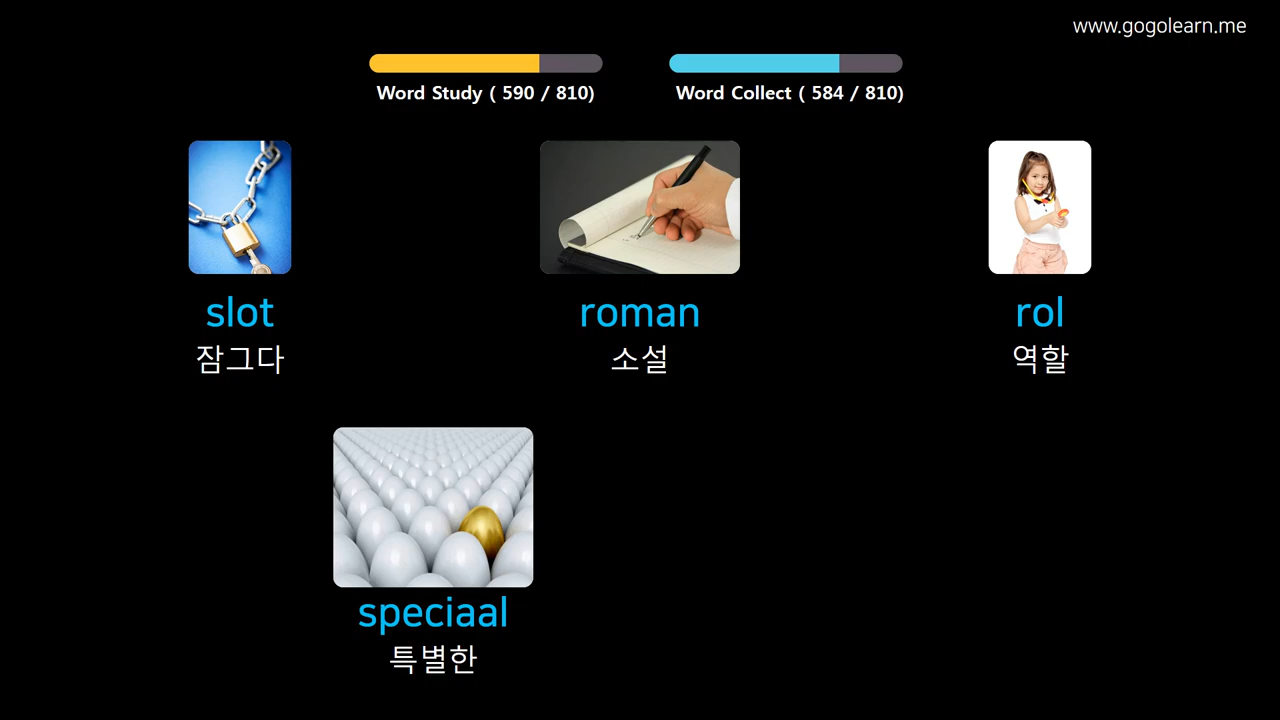 www.gogolearn.me
Word Study ( 590 / 810)
Word Collect ( 584 / 810)
slot
잠그다
roman
소설
rol
역할
speciaal
특별한